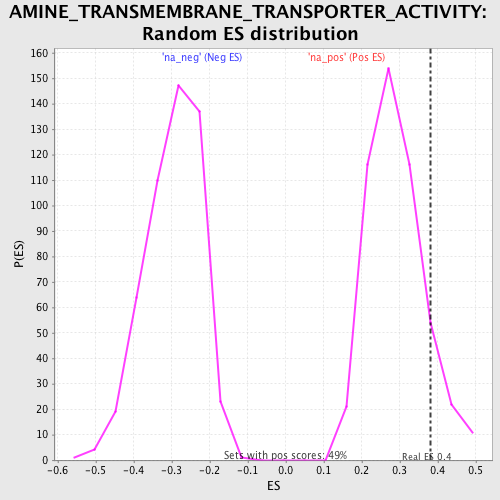 AMINE_TRANSMEMBRANE_TRANSPORTER_ACTIVITY:
Random ES distribution
'na_neg' (Neg ES)
'na_pos' (Pos ES)
160
150
140
130
120
110
100
90
80
70
60
50
40
30
20
10
0
P(ES)
Sets with pos scores: 49%
Real ES 0.4
-0.6 -0.5 -0.4 -0.3 -0.2 -0.1 0.0 0.1 0.2 0.3 0.4 0.5
ES